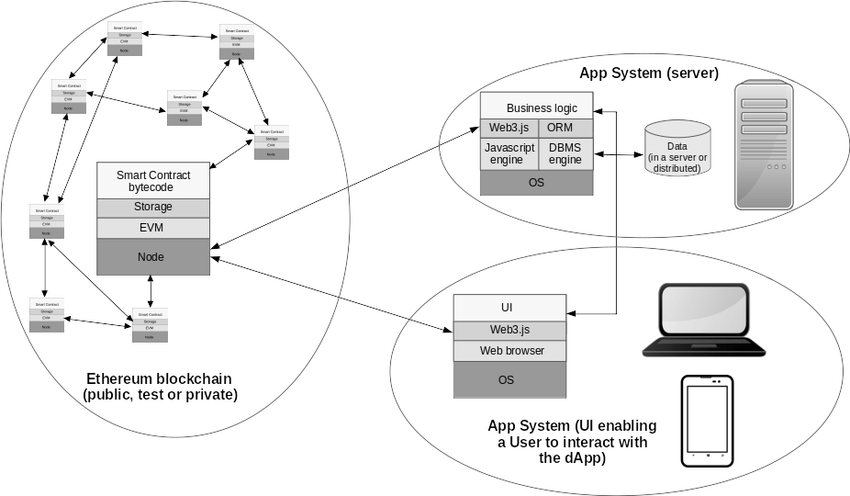 Smart Contract
Storage
EVM
Node
Smart Contract
Storage
EVM
Node
Smart Contract
Storage
EVM
Node
Smart Contract
Storage
EVM
Node
Smart Contract
Storage
EVM
Node
Smart Contract
bytecode
Storage
EVM
Node
Smart Contract
Storage
EVM
Node
Smart Contract
Storage
EVM
Node
Smart Contract
Storage
EVM
Node
Ethereum blockchain
(public, test or private)
App System (server)
Business logic
Web3.js ORM
Javascript DBMS
engine engine
OS
Data
(in a server or
distributed)
UI
Web3.js
Web browser
OS
App System (UI enabling
a User to interact with
the dApp)